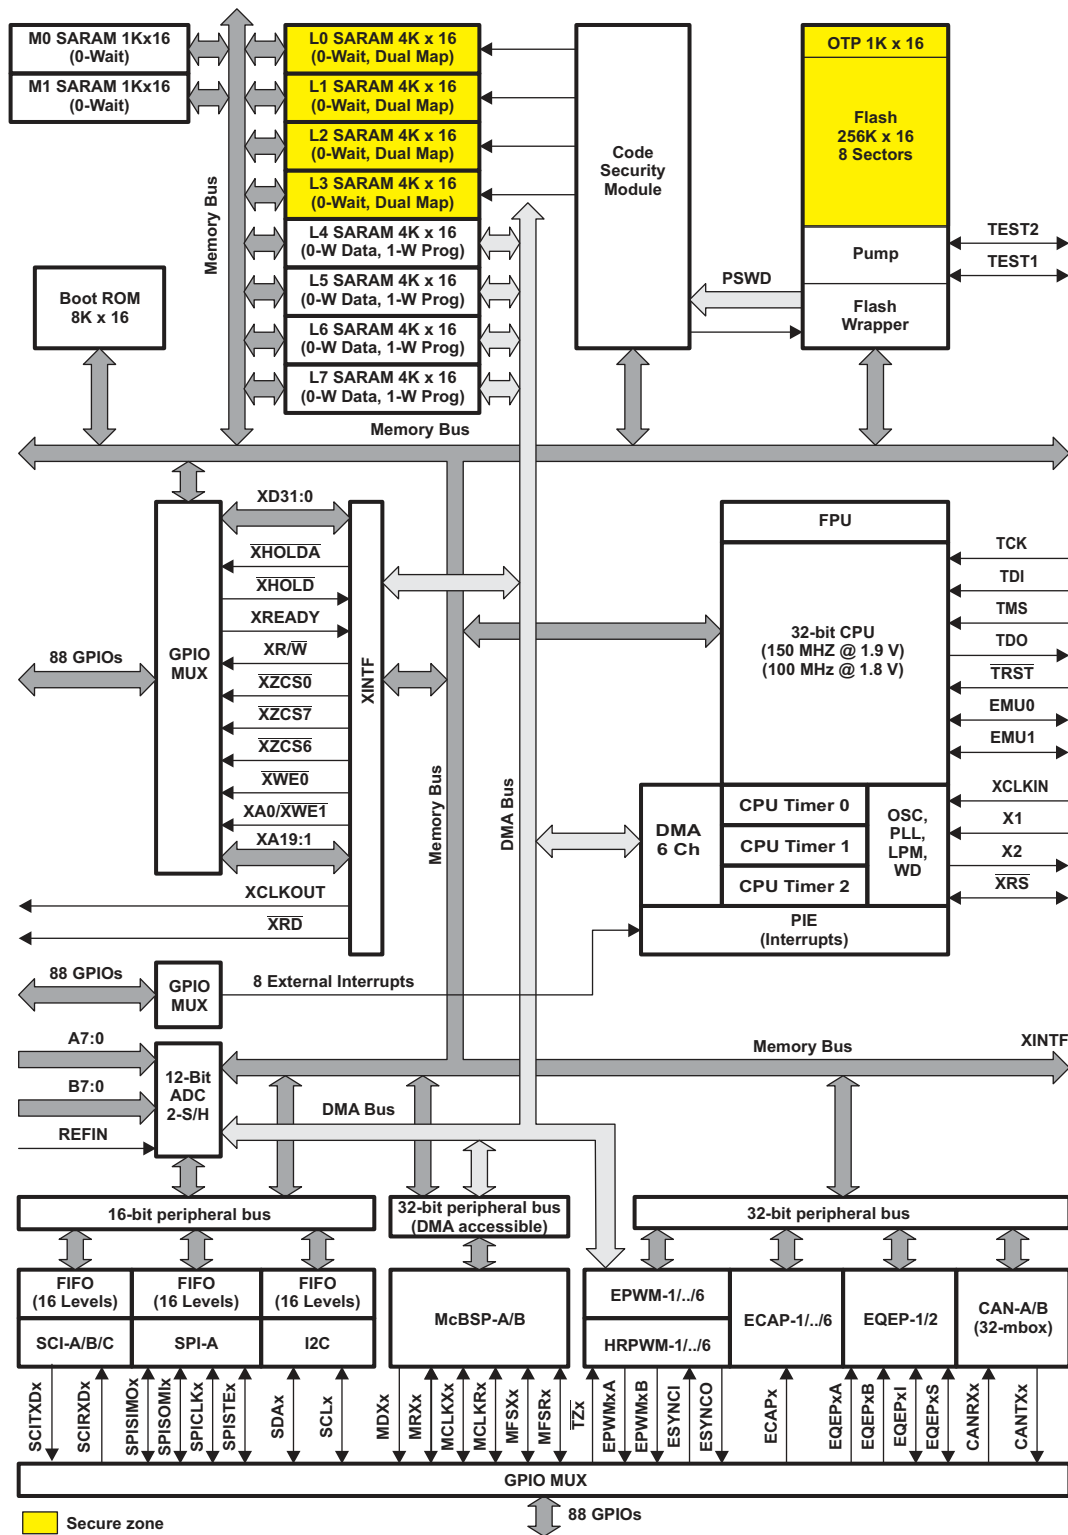 M0 SARAM 1Kx16
(0-Wait)
M1 SARAM 1Kx16
(0-Wait)
L0 SARAM 4K x 16
(0-Wait, Dual Map)
L1 SARAM 4K x 16
(0-Wait, Dual Map)
L2 SARAM 4K x 16
(0-Wait, Dual Map)
L3 SARAM 4K x 16
(0-Wait, Dual Map)
L4 SARAM 4K x 16
(0-W Data, 1-W Prog)
L5 SARAM 4K x 16
(0-W Data, 1-W Prog)
L6 SARAM 4K x 16
(0-W Data, 1-W Prog)
L7 SARAM 4K x 16
(0-W Data, 1-W Prog)
Memory Bus
Boot ROM
8K x 16
Code
Security
Module
OTP 1K x 16
Flash
256K x 16
8 Sectors
Pump
Flash
Wrapper
TEST2
TEST1
PSWD
Memory Bus
XD31:0
XHOLDA
XHOLD
XREADY
XR/W
XZCS0
XZCS7
XZCS6
XWE0
XA0/XWE1
XA19:1
XCLKOUT
XRD
88 GPIOs
GPIO
MUX
XINTF
Memory Bus
DMA Bus
FPU
32-bit CPU
(150 MHZ @ 1.9 V)
(100 MHz @ 1.8 V)
TCK
TDI
TMS
TDO
TRST
EMU0
EMU1
XCLKIN
X1
X2
XRS
DMA
6 Ch
CPU Timer 0
CPU Timer 1
CPU Timer 2
OSC,
PLL,
LPM,
WD
PIE
(Interrupts)
88 GPIOs
GPIO
MUX
8 External Interrupts
A7:0
B7:0
REFIN
12-Bit
ADC
2-S/H
Memory Bus
XINTF
DMA Bus
16-bit peripheral bus
32-bit peripheral bus
(DMA accessible)
32-bit peripheral bus
FIFO
(16 Levels)
FIFO
(16 Levels)
FIFO
(16 Levels)
SCI-A/B/C
SPI-A
I2C
McBSP-A/B
EPWM-1/../6
HRPWM-1/../6
ECAP-1/../6
EQEP-1/2
CAN-A/B
(32-mbox)
SCITXDx
SCIRXDx
SPISIMOx
SPISOMIx
SPICLKx
SPISTEx
SDAx
SCLx
MDXx
MRXx
MCLKXx
MCLKRx
MFSXx
MFSRx
TZx
EPWMxA
EPWMxB
ESYNCI
ESYNCO
ECAPx
EQEPxA
EQEPxB
EQEPxI
EQEPxS
CANRXx
CANTXx
GPIO MUX
88 GPIOs
Secure zone